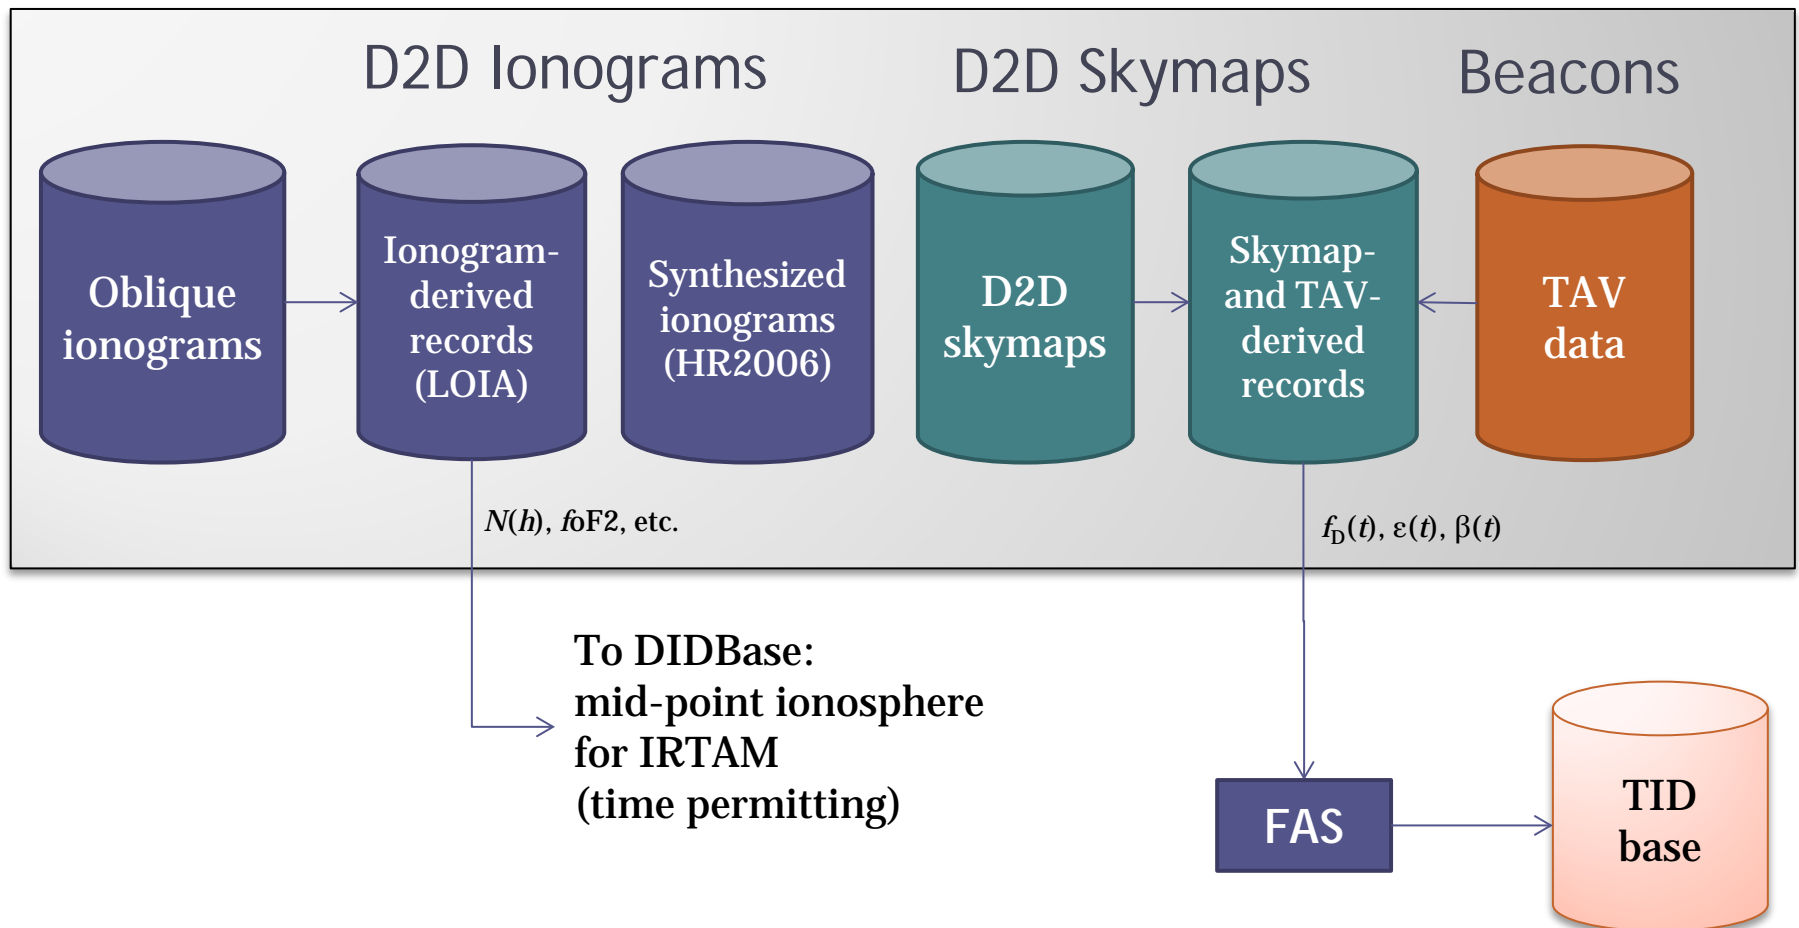 D2D Ionograms
D2D Skymaps
Beacons
Oblique
ionograms
Ionogram-
derived
records
(LOIA)
Synthesized
ionograms
(HR2006)
D2D
skymaps
Skymap-
and TAV-
derived
records
TAV
data
N(h), foF2, etc.
f_D(t), ε(t), β(t)
To DIDBase:
mid-point ionosphere
for IRTAM
(time permitting)
FAS
TID
base